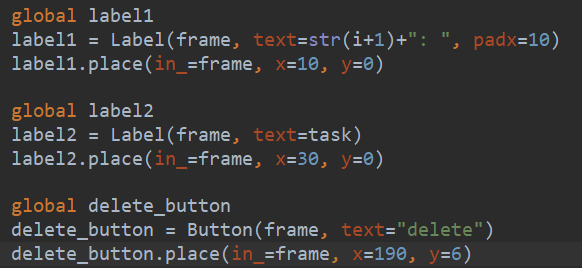 global label1
label1 = Label(frame, text=str(i+1)+": ", padx=10)
label1.place(in_=frame, x=10, y=0)
global label2
label2 = Label(frame, text=task)
label2.place(in_=frame, x=30, y=0)
global delete_button
delete_button = Button(frame, text="delete")
delete_button.place(in_=frame, x=190, y=6)